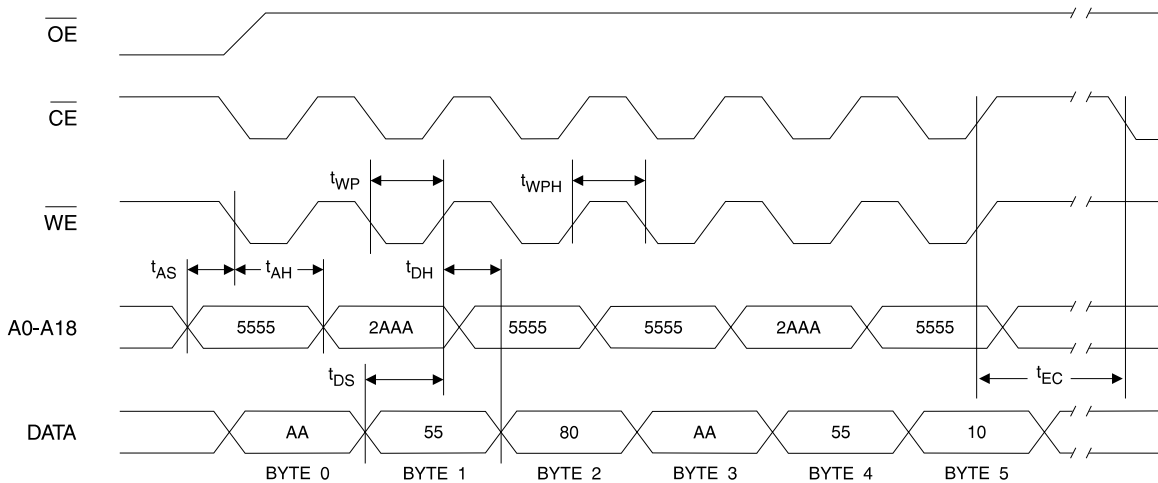 OE
CE
tWP
tWPH
WE
tAS
tAH
tDH
A0-A18
5555
2AAA
5555
5555
2AAA
5555
tDS
tEC
DATA
AA
55
80
AA
55
10
BYTE 0
BYTE 1
BYTE 2
BYTE 3
BYTE 4
BYTE 5